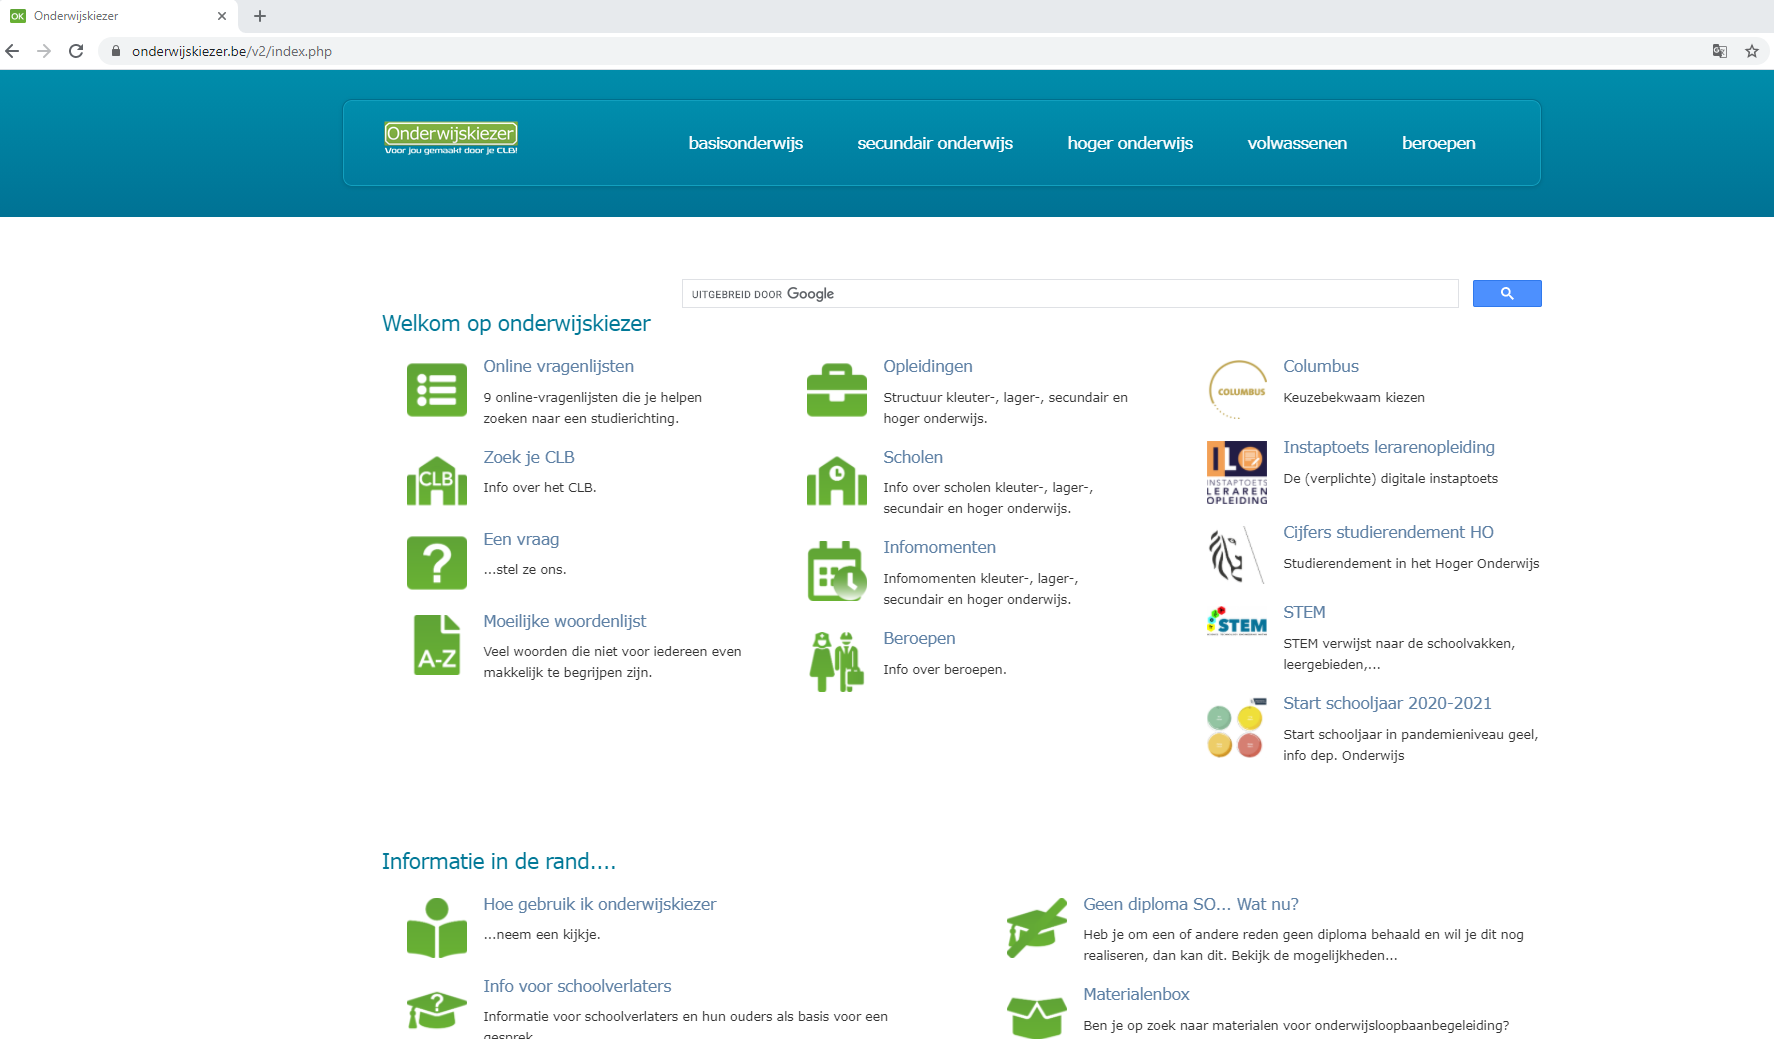 OK Onderwijskiezer
onderwijskiezer.be/v2/index.php
Onderwijskiezer
Voor jou gemaakt door je CLB!
basisonderwijs
secundair onderwijs
hoger onderwijs
volwassenen
beroepen
UITGEBREID DOOR Google
Welkom op onderwijskiezer
Online vragenlijsten
9 online-vragenlijsten die je helpen
zoeken naar een studierichting.
CLB
Zoek je CLB
Info over het CLB.
?
Een vraag
...stel ze ons.
A-Z
Moeilijke woordenlijst
Veel woorden die niet voor iedereen even
makkelijk te begrijpen zijn.
Opleidingen
Structuur kleuter-, lager-, secundair en
hoger onderwijs.
Scholen
Info over scholen kleuter-, lager-,
secundair en hoger onderwijs.
Infomomenten
Infomomenten kleuter-, lager-,
secundair en hoger onderwijs.
Beroepen
Info over beroepen.
COLUMBUS
Columbus
Keuzebekwaam kiezen
ILO
INSTAPTOETS
LERAREN
OPLEIDING
Instaptoets lerarenopleiding
De (verplichte) digitale instaptoets
Cijfers studierendement HO
Studierendement in het Hoger Onderwijs
STEM
STEM
STEM verwijst naar de schoolvakken,
leergebieden,...
Start schooljaar 2020-2021
Start schooljaar in pandemieniveau geel,
info dep. Onderwijs
Informatie in de rand....
Hoe gebruik ik onderwijskiezer
...neem een kijkje.
?
Info voor schoolverlaters
Informatie voor schoolverlaters en hun ouders als basis voor een
gesprek
Geen diploma SO... Wat nu?
Heb je om een of andere reden geen diploma behaald en wil je dit nog
realiseren, dan kan dit. Bekijk de mogelijkheden...
Materialenbox
Ben je op zoek naar materialen voor onderwijsloopbaanbegeleiding?